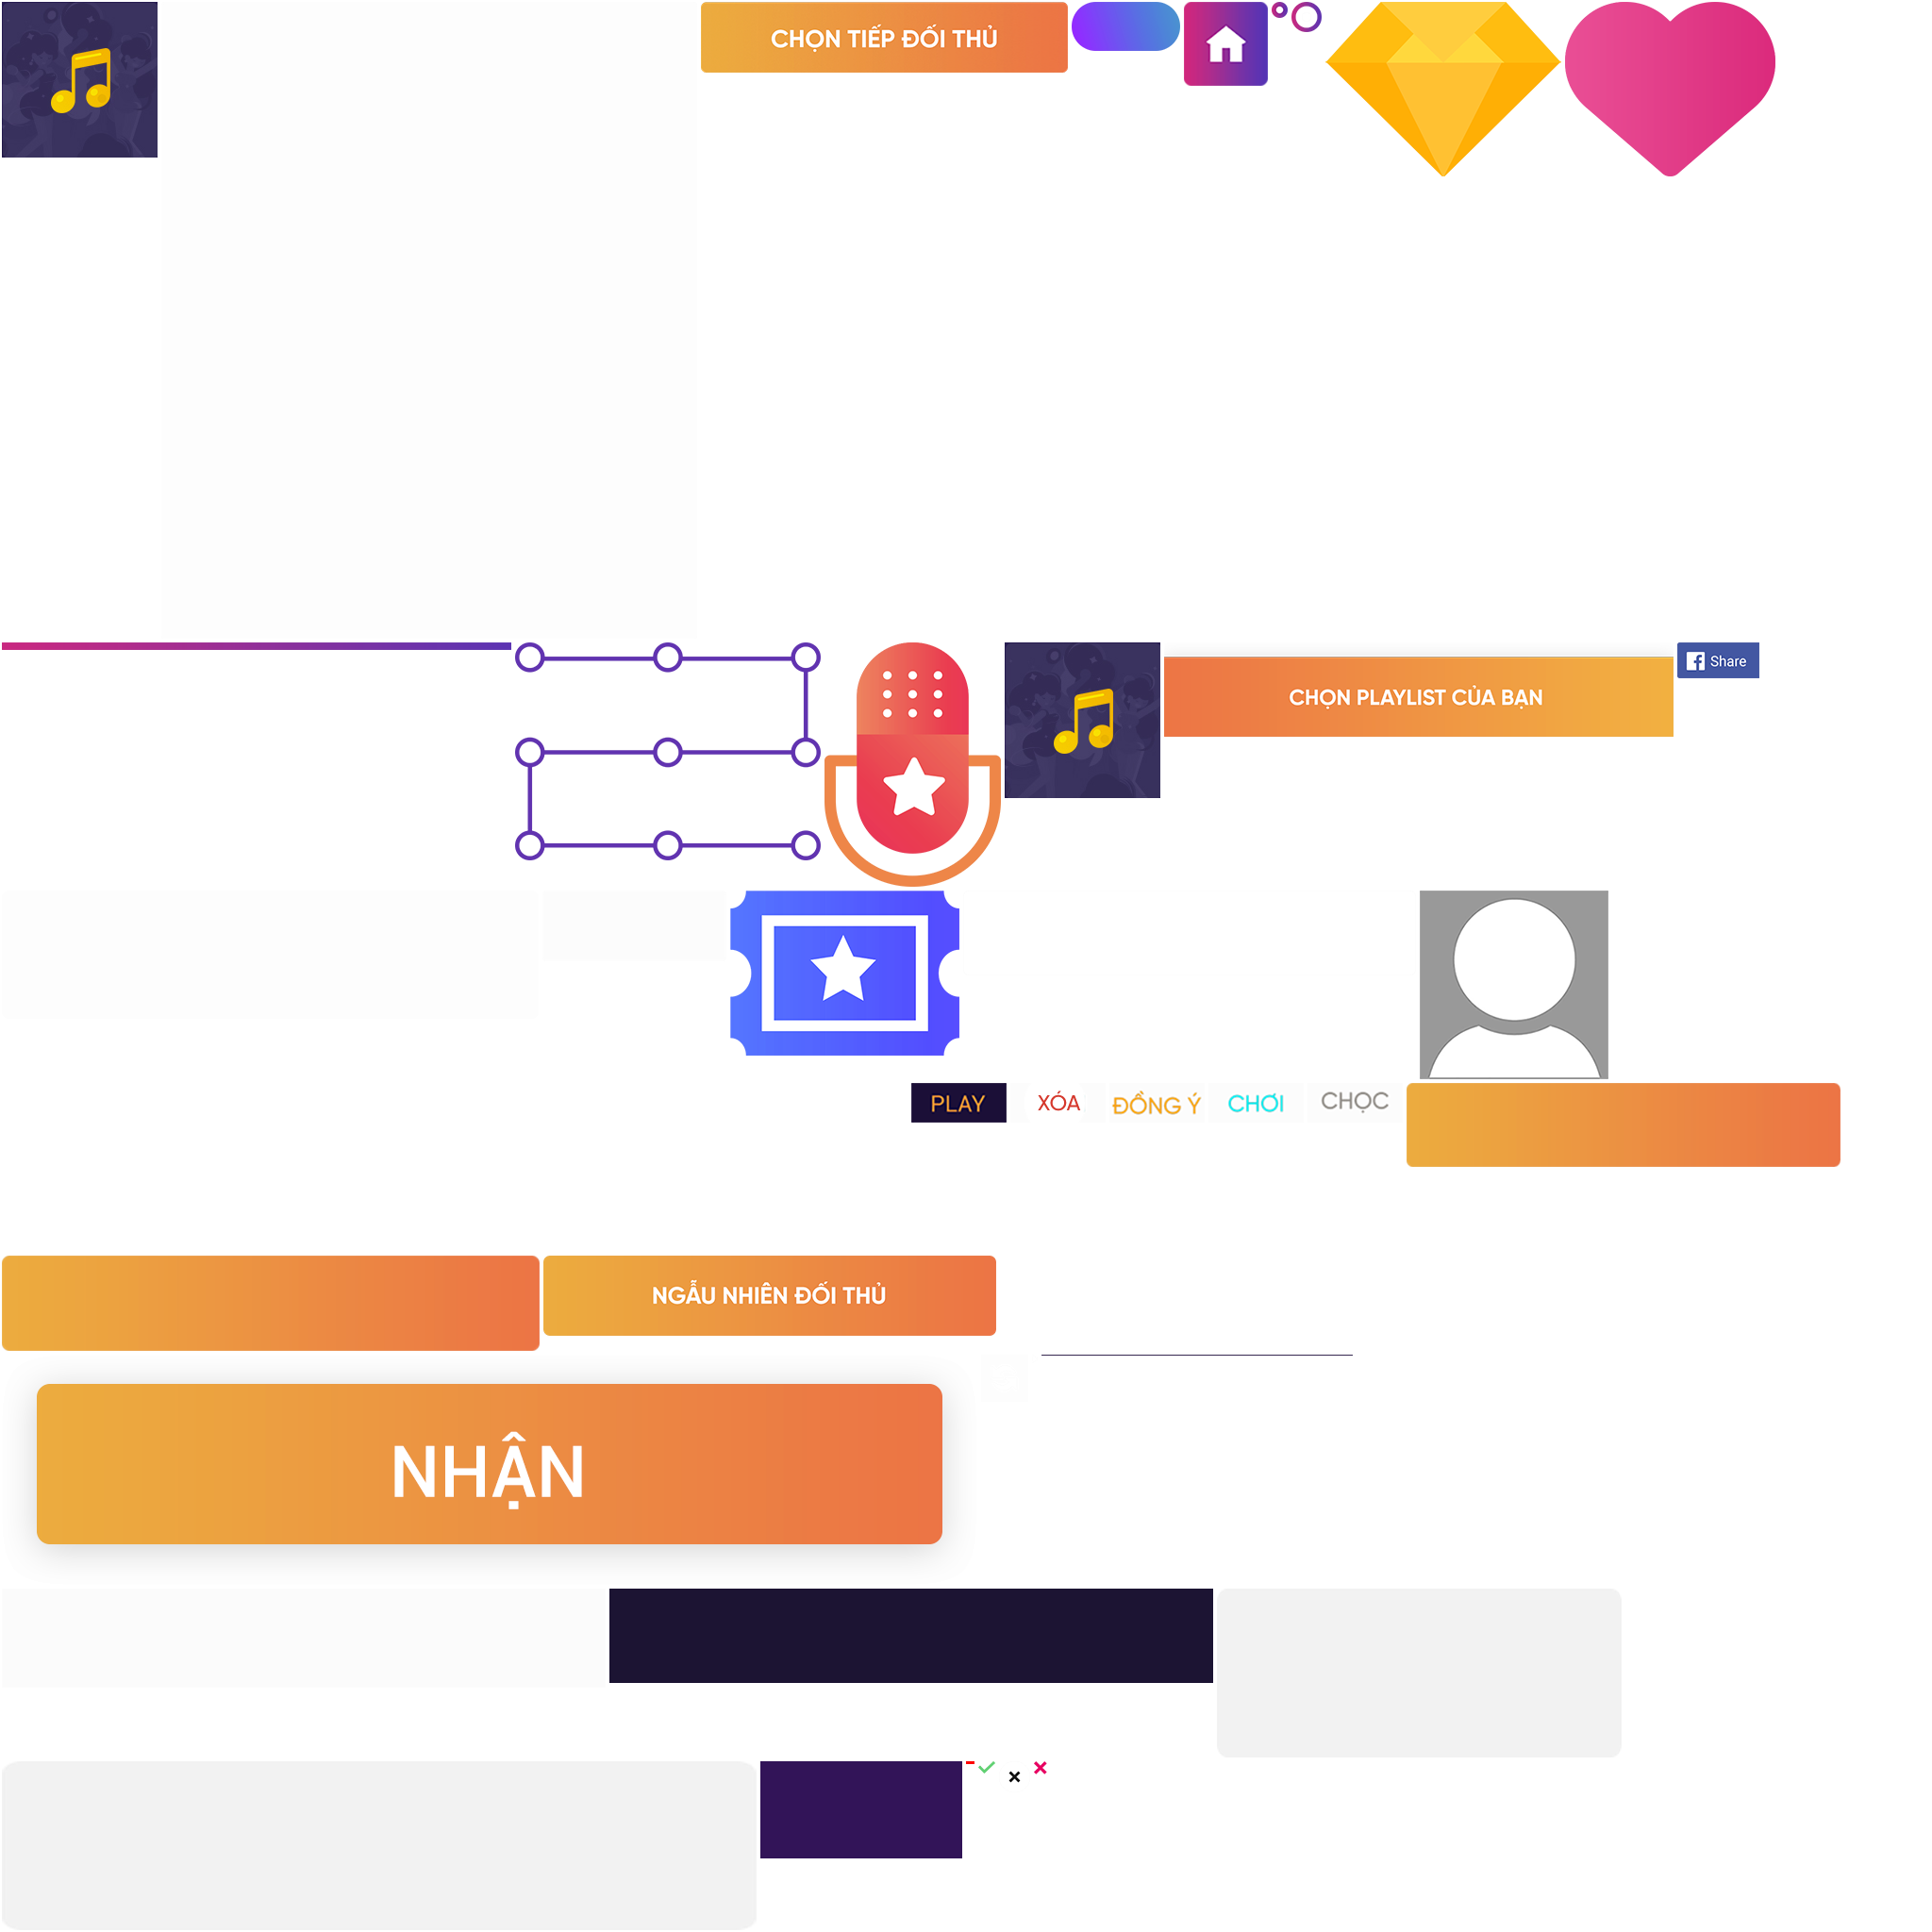 CHỌN TIẾP ĐỐI THỦ
CHỌN PLAYLIST CỦA BẠN
Share
PLAY
XÓA
ĐỒNG Ý
CHƠI
CHỌC
NGẪU NHIÊN ĐỐI THỦ
NHẬN